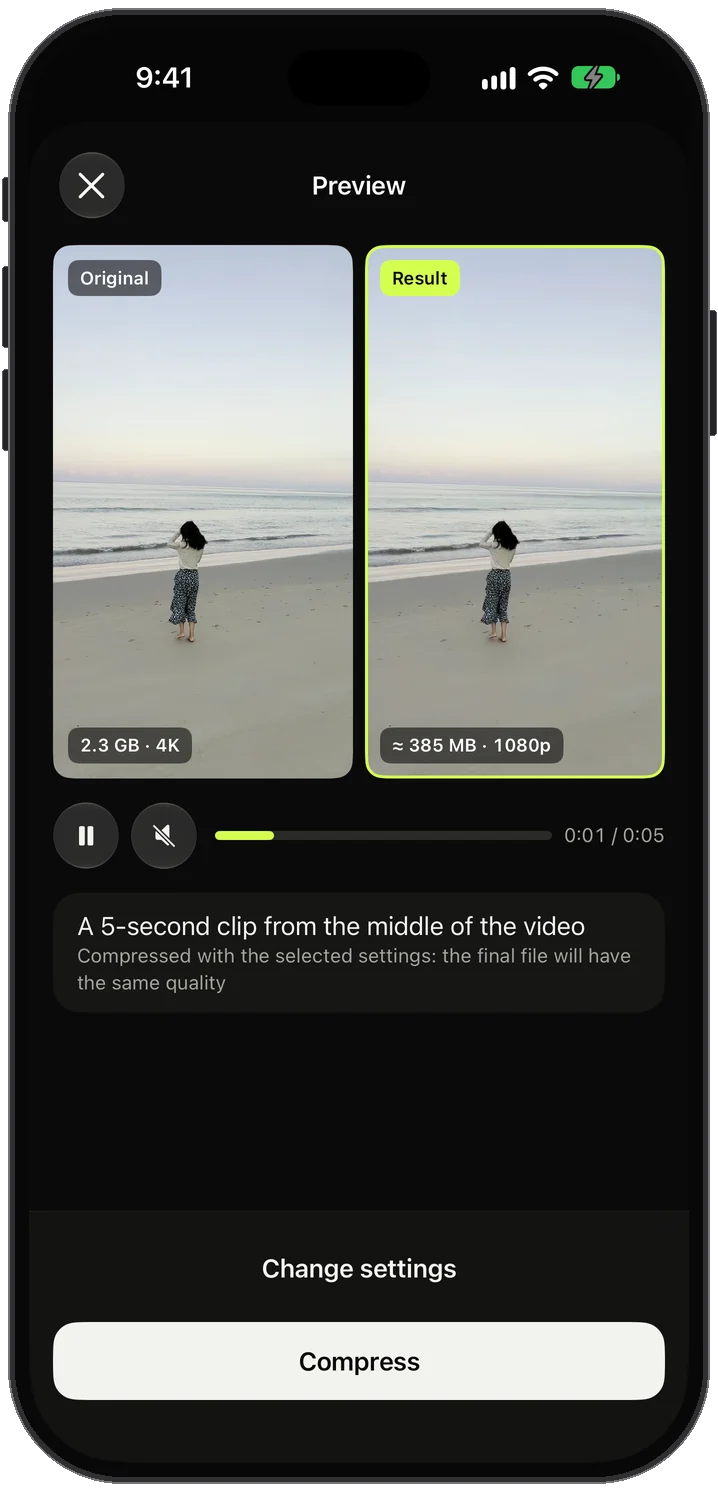 9:41
Preview
Original
Result
2.3 GB · 4K
≈ 385 MB · 1080p
0:01 / 0:05
A 5-second clip from the middle of the video
Compressed with the selected settings: the final file will have
the same quality
Change settings
Compress